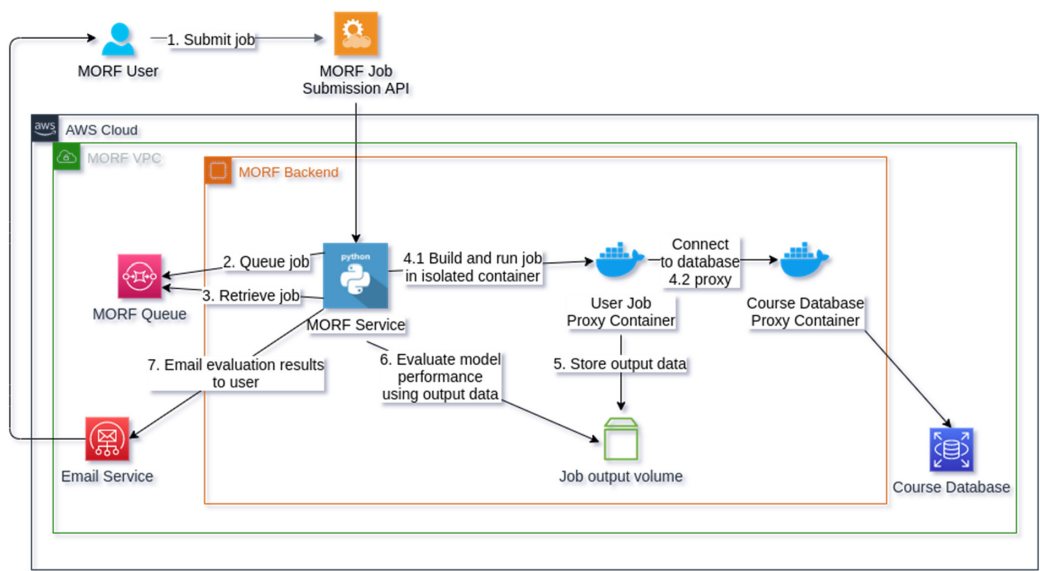 1. Submit job
MORF User
MORF Job
Submission API
aws
AWS Cloud
MORF VPC
MORF Backend
python
2. Queue job
3. Retrieve job
MORF Queue
MORF Service
4.1 Build and run job
in isolated container
Connect
to database
4.2 proxy
User Job
Proxy Container
Course Database
Proxy Container
7. Email evaluation results
to user
6. Evaluate model
performance
using output data
5. Store output data
Email Service
Job output volume
Course Database